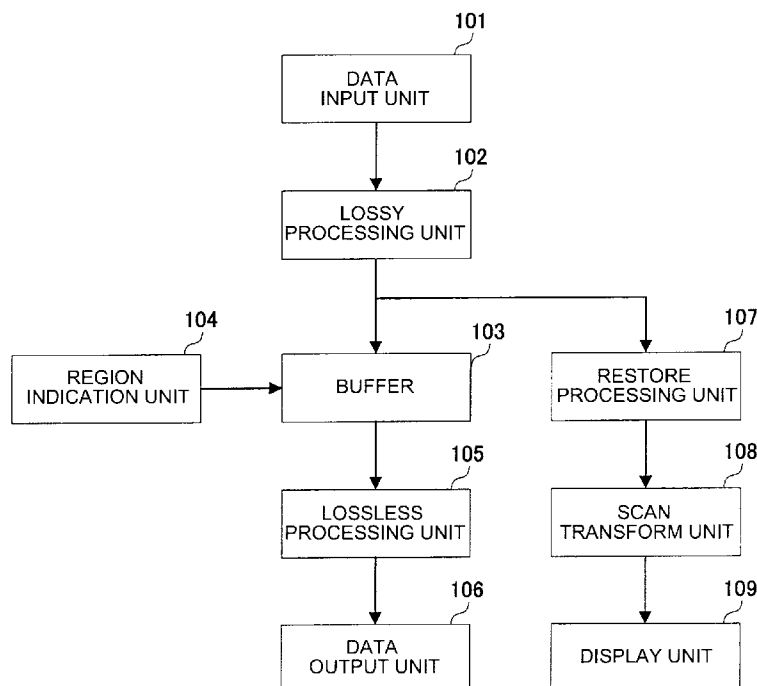 101
DATA
INPUT UNIT
102
LOSSY
PROCESSING UNIT
104
REGION
INDICATION UNIT
103
BUFFER
107
RESTORE
PROCESSING UNIT
105
LOSSLESS
PROCESSING UNIT
108
SCAN
TRANSFORM UNIT
106
DATA
OUTPUT UNIT
109
DISPLAY UNIT